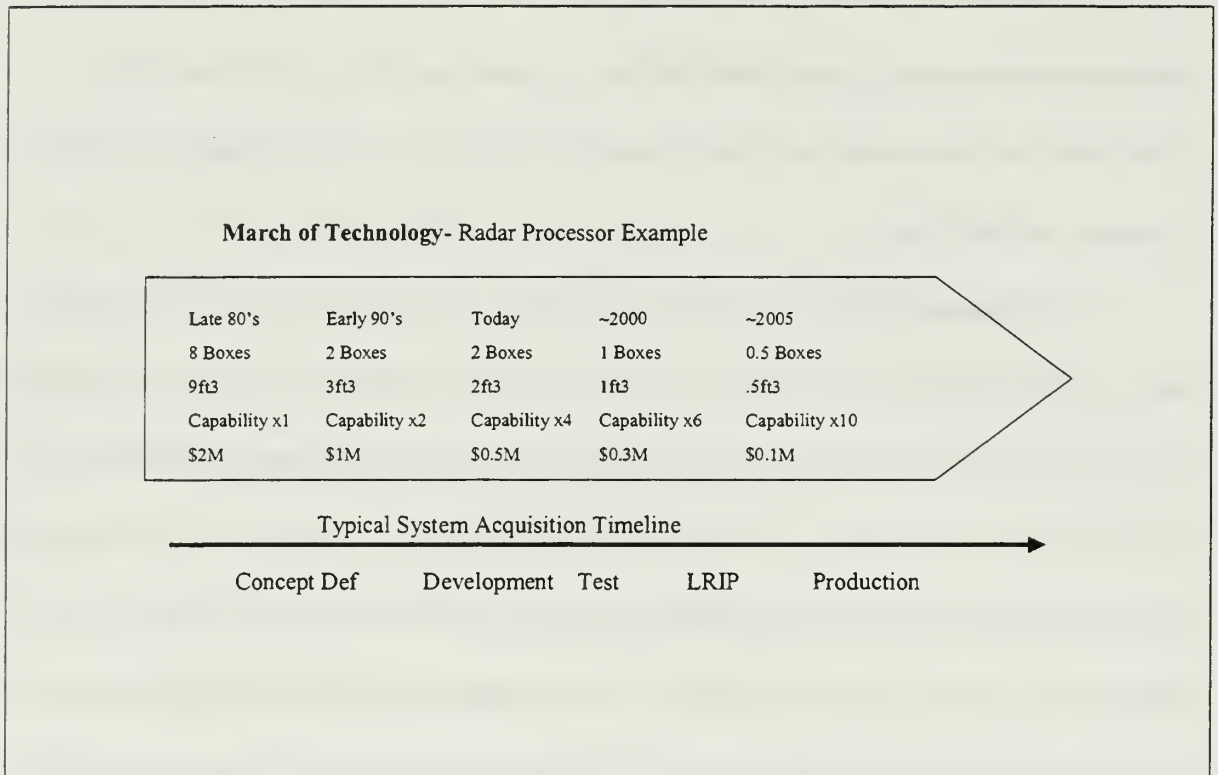 March of Technology- Radar Processor Example
Late 80's Early 90's Today ~2000 ~2005
8 Boxes 2 Boxes 2 Boxes 1 Boxes 0.5 Boxes
9ft3 3ft3 2ft3 1ft3 .5ft3
Capability x1 Capability x2 Capability x4 Capability x6 Capability x10
$2M $1M $0.5M $0.3M $0.1M
Typical System Acquisition Timeline
Concept Def Development Test LRIP Production